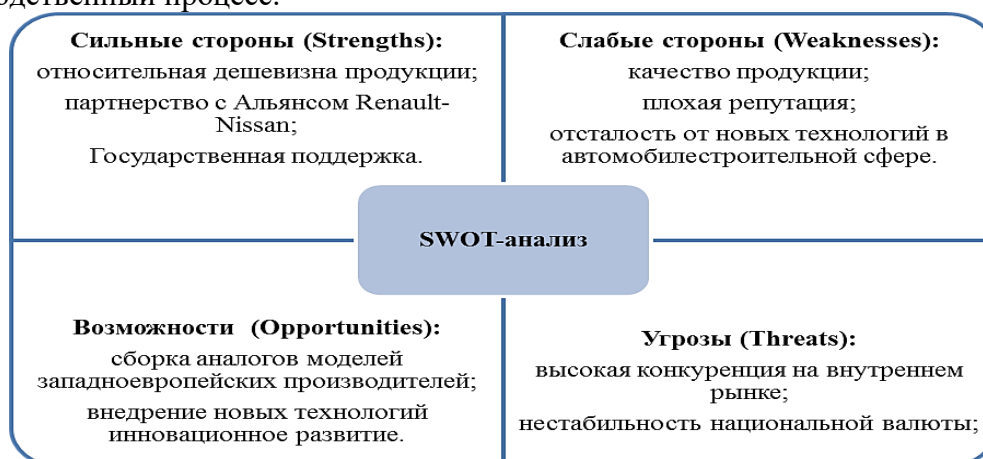 одственный процесс.
Сильные стороны (Strengths):
относительная дешевизна продукции;
партнерство с Альянсом Renault-
Nissan;
Государственная поддержка.
Слабые стороны (Weaknesses):
качество продукции;
плохая репутация;
отсталость от новых технологий в
автомобилестроительной сфере.
SWOT-анализ
Возможности (Opportunities):
сборка аналогов моделей
западноевропейских производителей;
внедрение новых технологий
инновационное развитие.
Угрозы (Threats):
высокая конкуренция на внутреннем
рынке;
нестабильность национальной валюты;